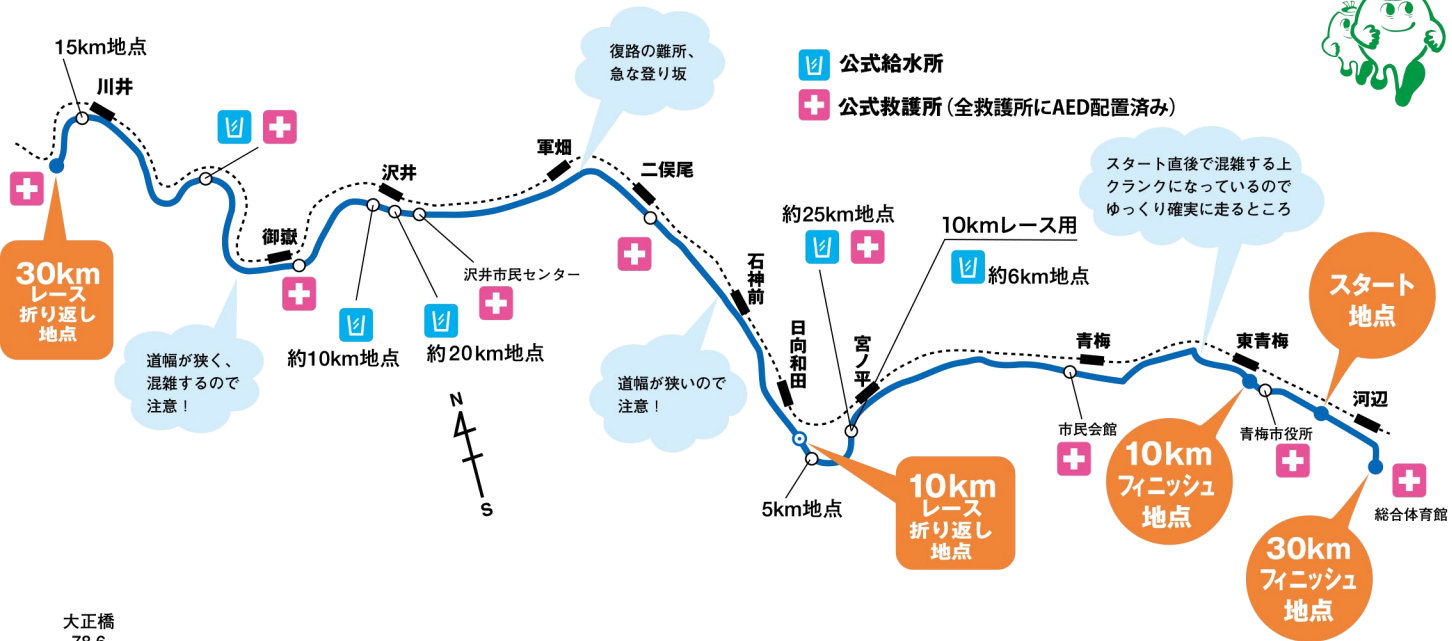 15km地点
川井
復路の難所、
急な登り坂
公式給水所
公式救護所(全救護所にAED配置済み)
軍畑
二俣尾
沢井
御嶽
沢井市民センター
約10km地点
約20km地点
30km
レース
折り返し
地点
道幅が狭く、
混雑するので
注意！
N
S
石神前
日向和田
宮ノ平
道幅が狭いので
注意！
約25km地点
10kmレース用
約6km地点
スタート直後で混雑する上
クランクになっているので
ゆっくり確実に走るところ
スタート
地点
青梅
東青梅
河辺
市民会館
青梅市役所
総合体育館
5km地点
10km
レース
折り返し
地点
10km
フィニッシュ
地点
30km
フィニッシュ
地点
大正橋